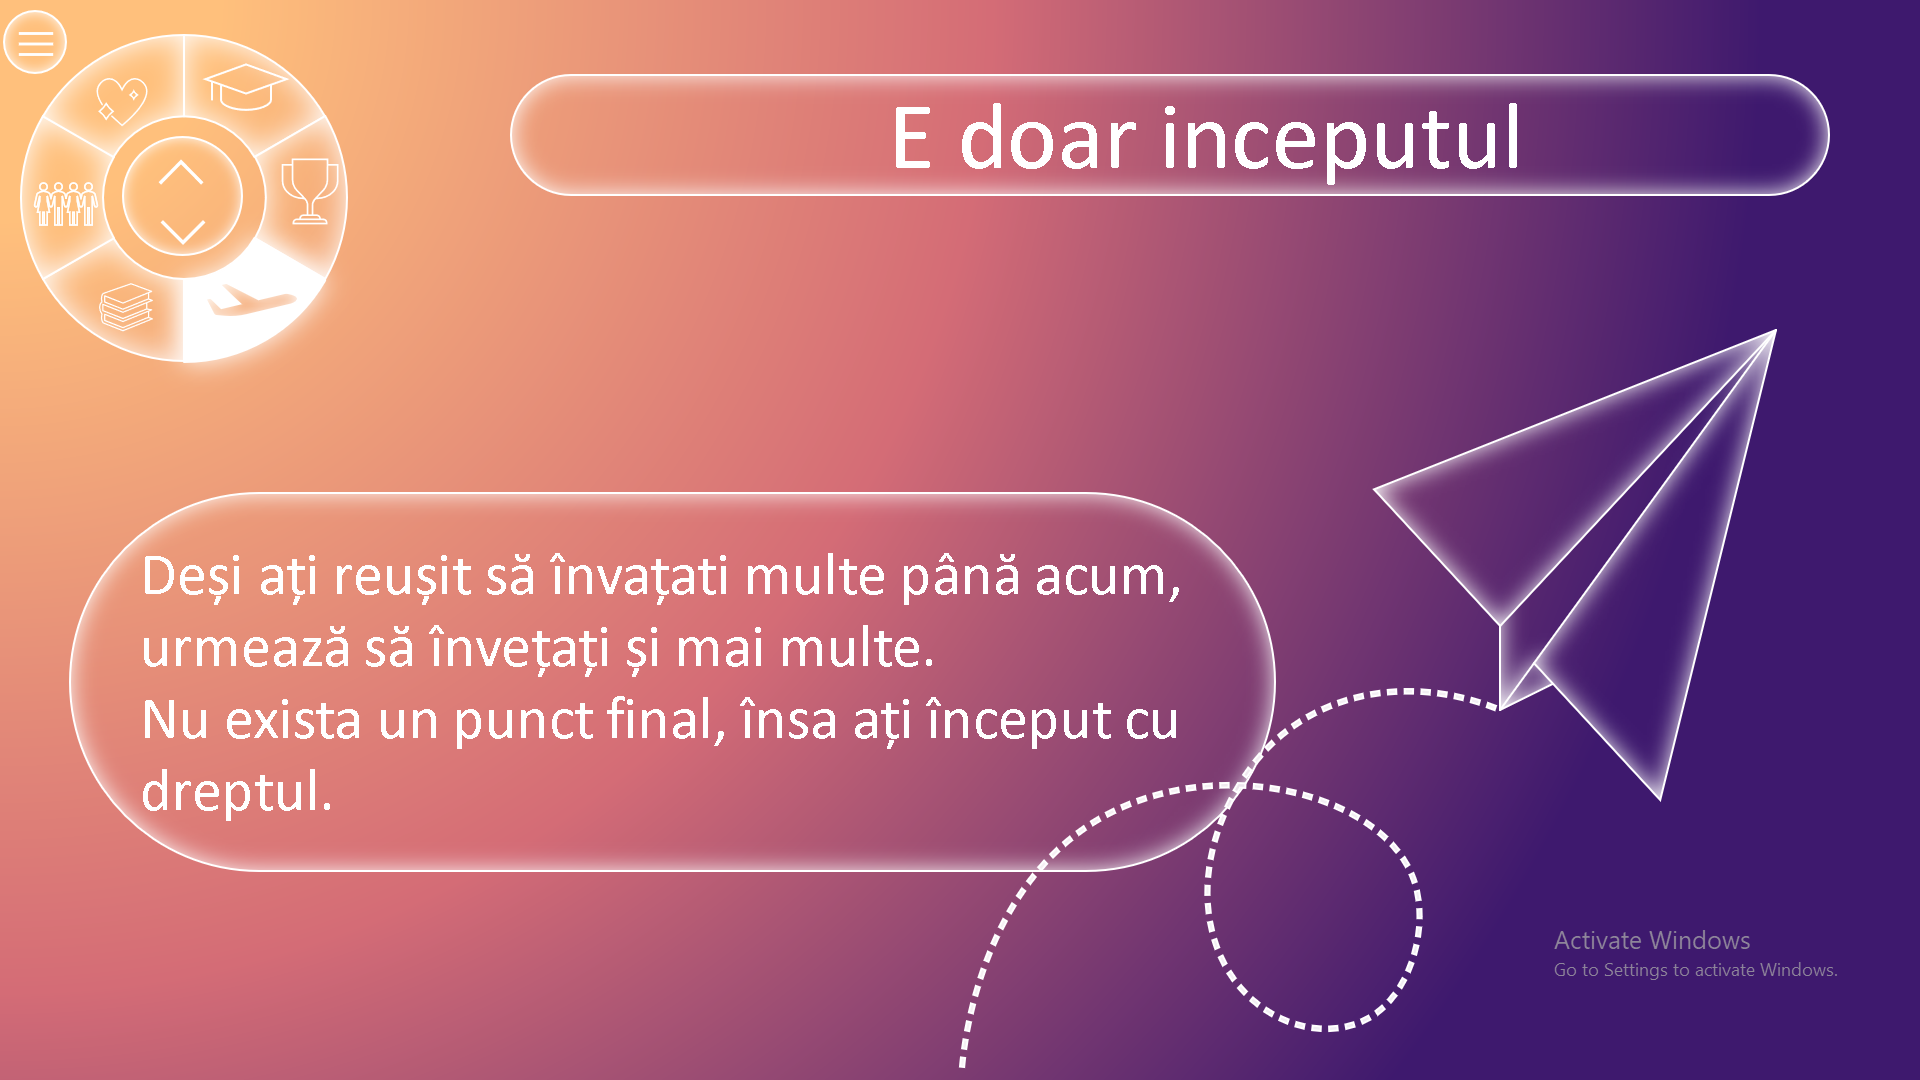 E doar inceputul
Deși ați reușit să învațati multe până acum,
urmează să învețați și mai multe.
Nu exista un punct final, însa ați început cu
dreptul.
Activate Windows
Go to Settings to activate Windows.